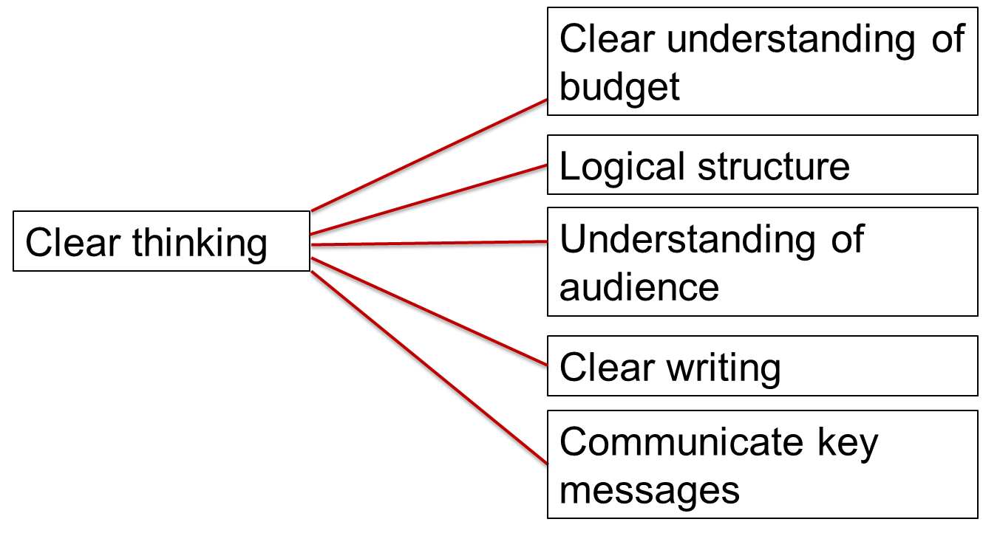 Clear understanding of
budget
Logical structure
Clear thinking
Understanding of
audience
Clear writing
Communicate key
messages